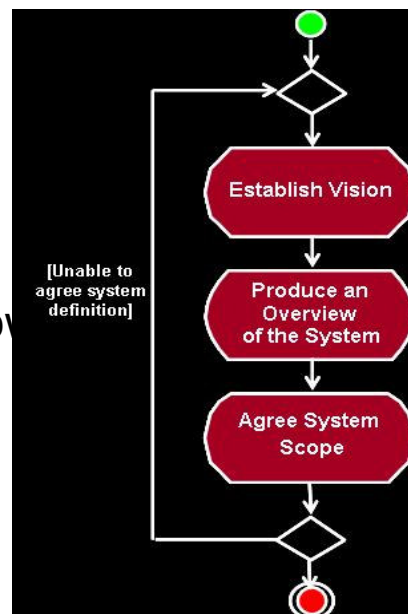 Establish Vision
[Unable to
agree system
definition]
Produce an
Overview
of the System
Agree System
Scope